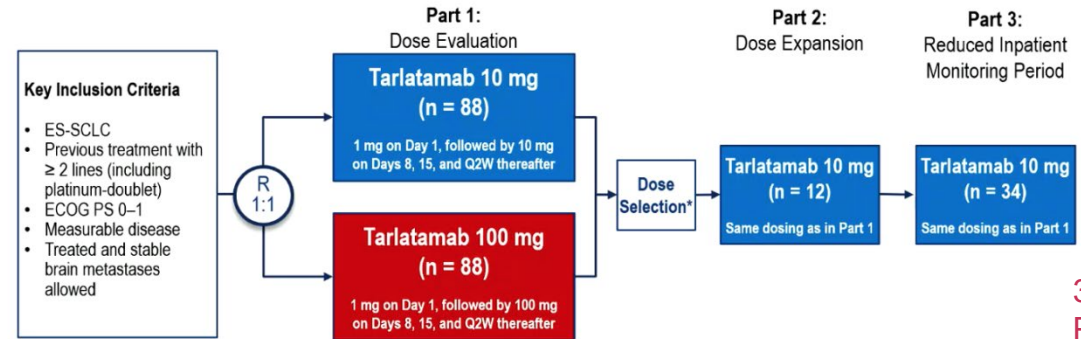 Key Inclusion Criteria
• ES-SCLC
• Previous treatment with
≥ 2 lines (including
platinum-doublet)
• ECOG PS 0–1
• Measurable disease
• Treated and stable
brain metastases
allowed
R
1:1
Part 1:
Dose Evaluation
Tarlatamab 10 mg
(n = 88)
1 mg on Day 1, followed by 10 mg
on Days 8, 15, and Q2W thereafter
Tarlatamab 100 mg
(n = 88)
1 mg on Day 1, followed by 100 mg
on Days 8, 15, and Q2W thereafter
Dose
Selection*
Part 2:
Dose Expansion
Tarlatamab 10 mg
(n = 12)
Same dosing as in Part 1
Part 3:
Reduced Inpatient
Monitoring Period
Tarlatamab 10 mg
(n = 34)
Same dosing as in Part 1